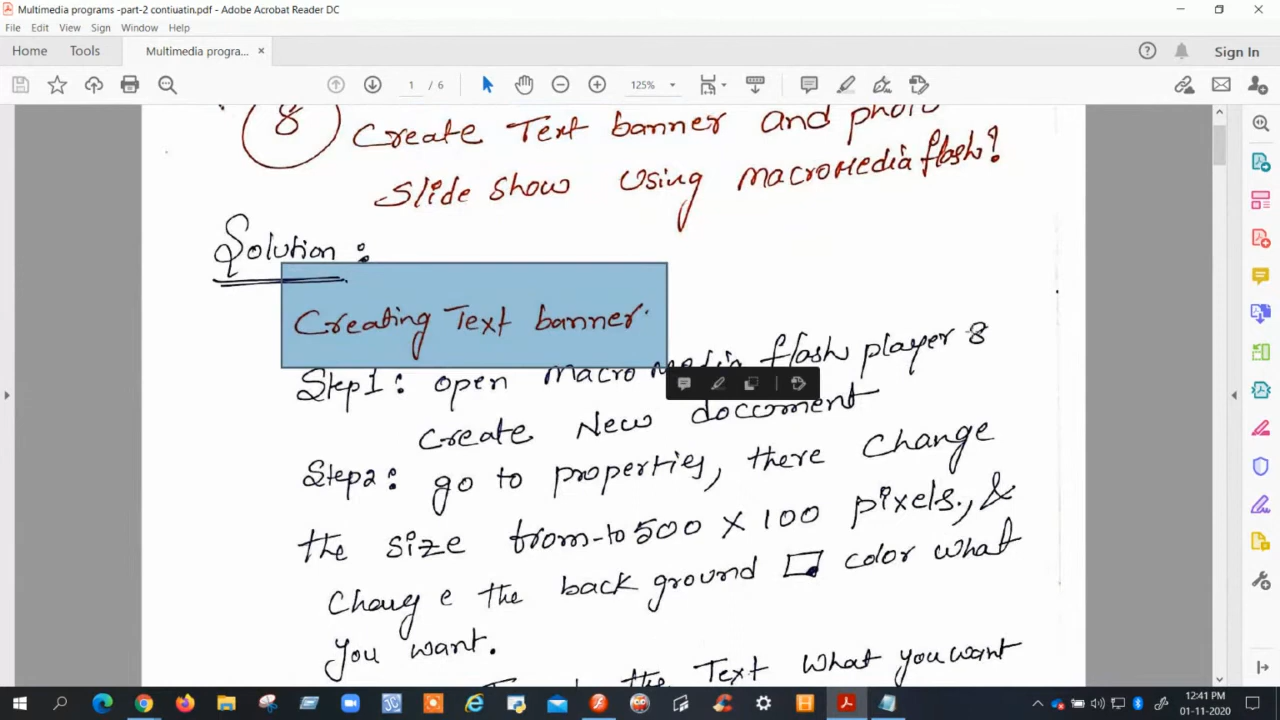 Multimedia programs -part-2 contiuatin.pdf - Adobe Acrobat Reader DC
File Edit View Sign Window Help
Home Tools Multimedia progra... × Sign In
1 / 6 125%
8 Create Text banner and photo
Slide show Using macromedia flash?
Solution :
Creating Text banner.
Step1 : open macro media flash player 8
create New document
Step2 : go to properties, there change
the size from-to 500 X 100 pixels., &
change the back ground color what
you want.
the Text what you want
12:41 PM
01-11-2020